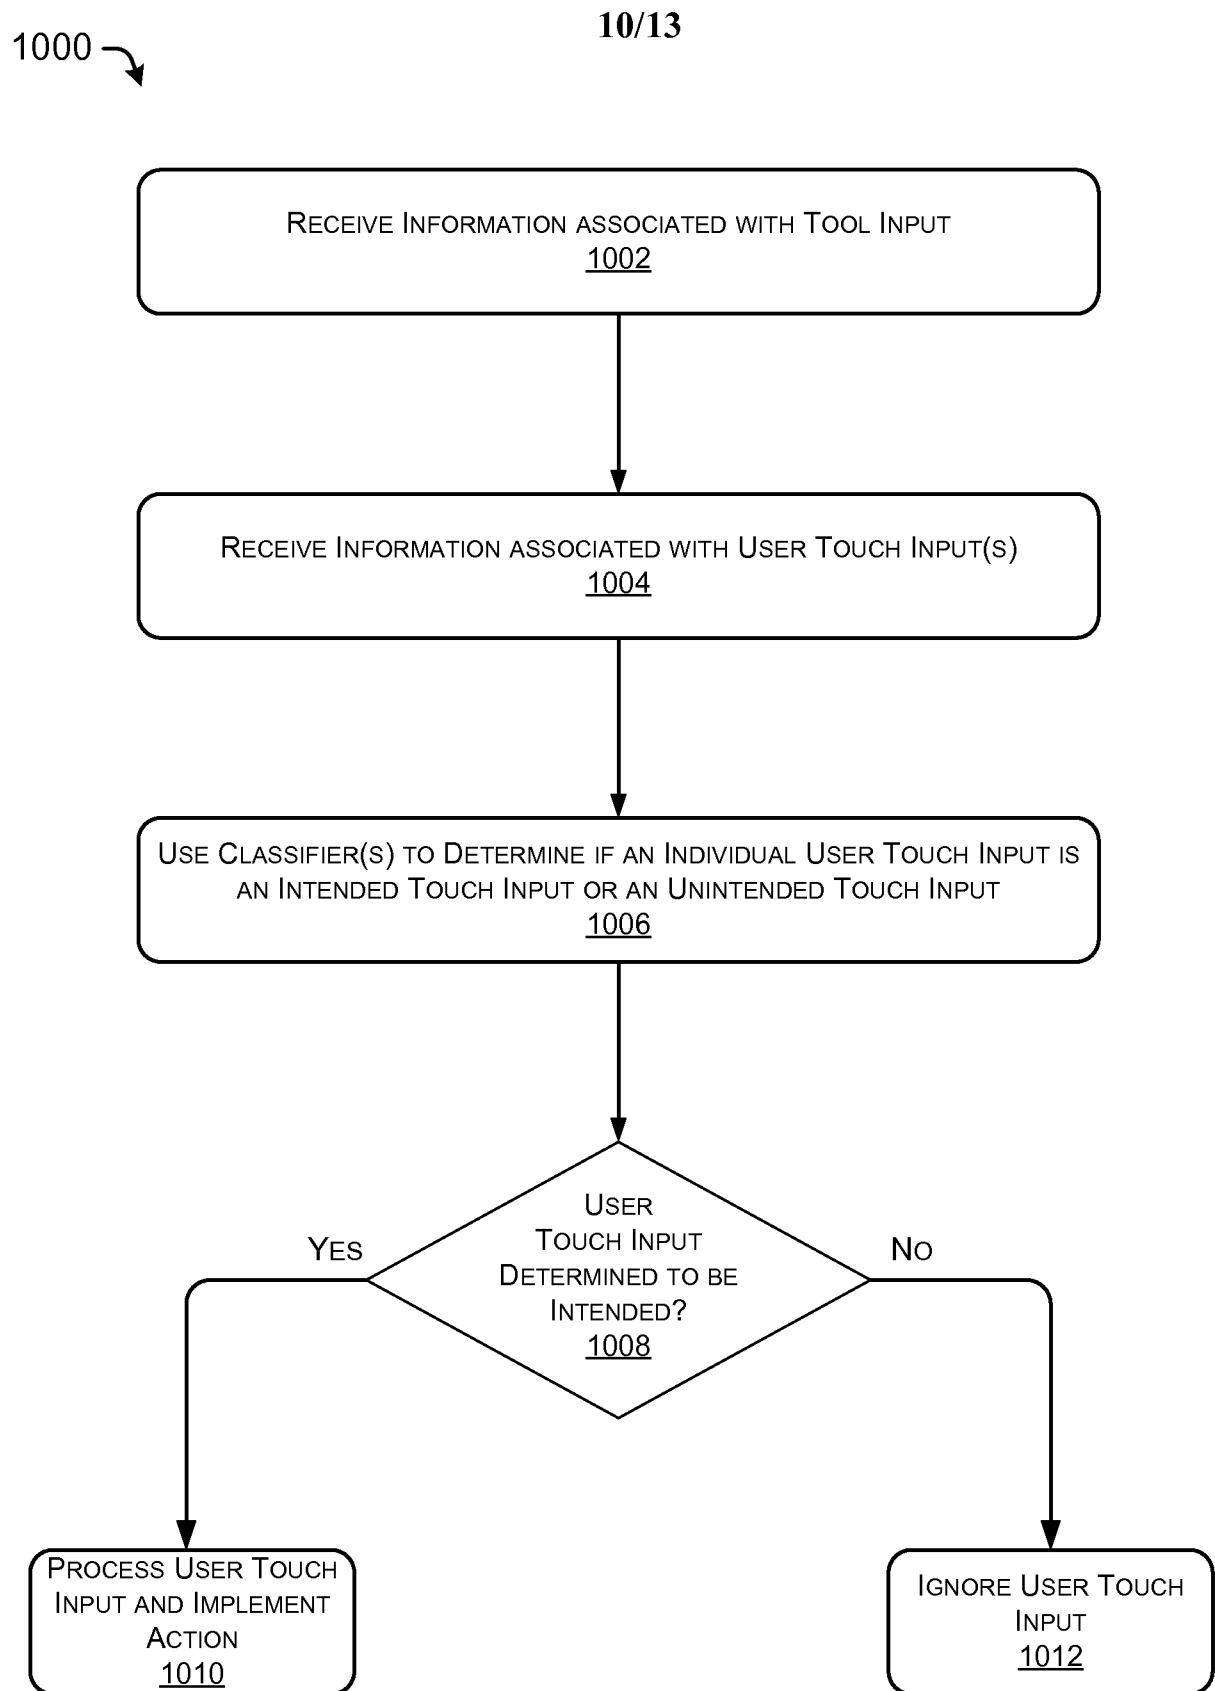 10/13
1000
RECEIVE INFORMATION ASSOCIATED WITH TOOL INPUT
1002
RECEIVE INFORMATION ASSOCIATED WITH USER TOUCH INPUT(S)
1004
USE CLASSIFIER(S) TO DETERMINE IF AN INDIVIDUAL USER TOUCH INPUT IS
AN INTENDED TOUCH INPUT OR AN UNINTENDED TOUCH INPUT
1006
USER
TOUCH INPUT
DETERMINED TO BE
INTENDED?
1008
YES
NO
PROCESS USER TOUCH
INPUT AND IMPLEMENT
ACTION
1010
IGNORE USER TOUCH
INPUT
1012